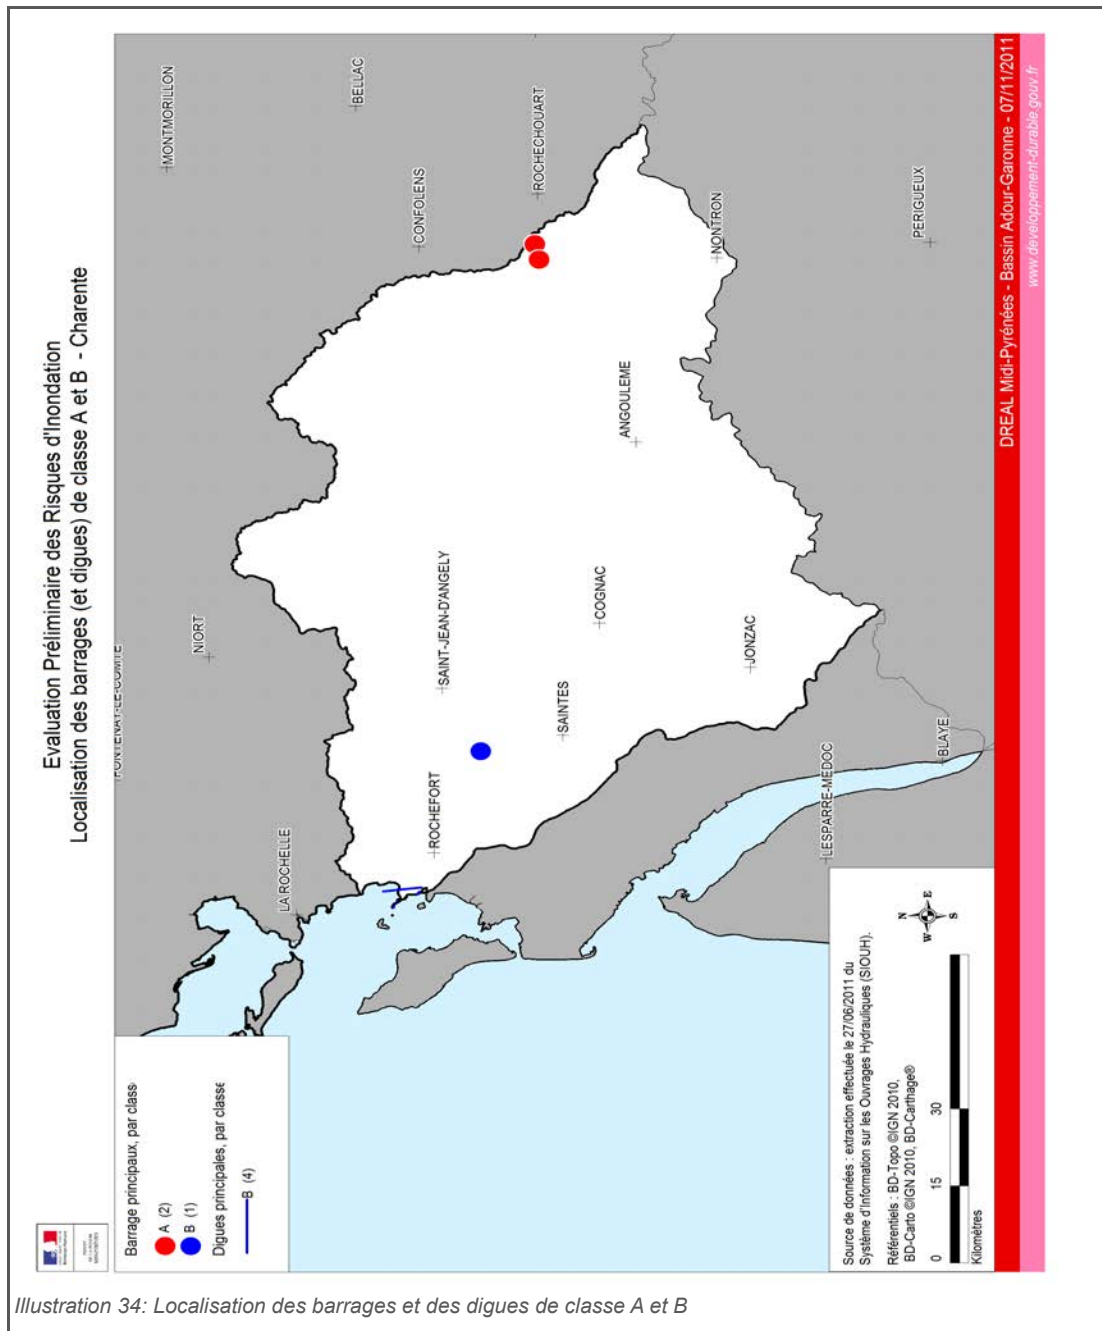 Evaluation Préliminaire des Risques d'Inondation
Localisation des barrages (et digues) de classe A et B - Charente
MONTMORILLON
BELLAC
CONFOLENS
ROCHECHOUART
NIORT
FONTENAY-LE-COMTE
SAINT-JEAN-D'ANGELY
ANGOULEME
NONTRON
PERIGUEUX
LA ROCHELLE
ROCHEFORT
SAINTES
COGNAC
JONZAC
LESPARRE-MEDOC
BLAYE
Barrage principaux, par class
A (2)
B (1)
Digues principales, par classe
B (4)
Source de données : extraction effectuée le 27/06/2011 du
Système d'Information sur les Ouvrages Hydrauliques (SIOUH).
Référentiels : BD-Topo ©IGN 2010,
BD-Carto ©IGN 2010, BD-Carthage®
N
W E
S
0 15 30
Kilomètres
DREAL Midi-Pyrénées - Bassin Adour-Garonne - 07/11/2011
www.developpement-durable.gouv.fr
Illustration 34: Localisation des barrages et des digues de classe A et B